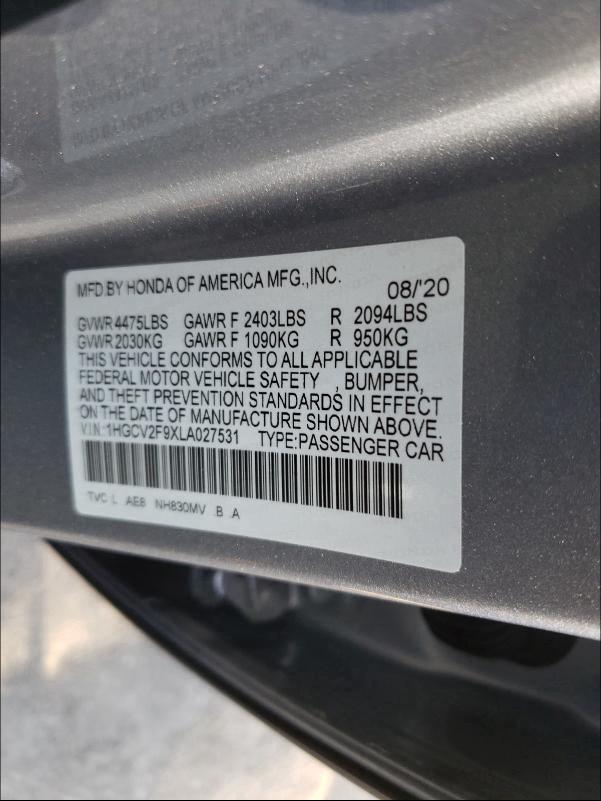 MFD.BY HONDA OF AMERICA MFG.,INC. 08/'20
GVWR 4475LBS GAWR F 2403LBS R 2094LBS
GVWR 2030KG GAWR F 1090KG R 950KG
THIS VEHICLE CONFORMS TO ALL APPLICABLE
FEDERAL MOTOR VEHICLE SAFETY , BUMPER,
AND THEFT PREVENTION STANDARDS IN EFFECT
ON THE DATE OF MANUFACTURE SHOWN ABOVE.
V.I.N:1HGCV2F9XLA027531 TYPE:PASSENGER CAR
TVC L AE8 NH830MV B A